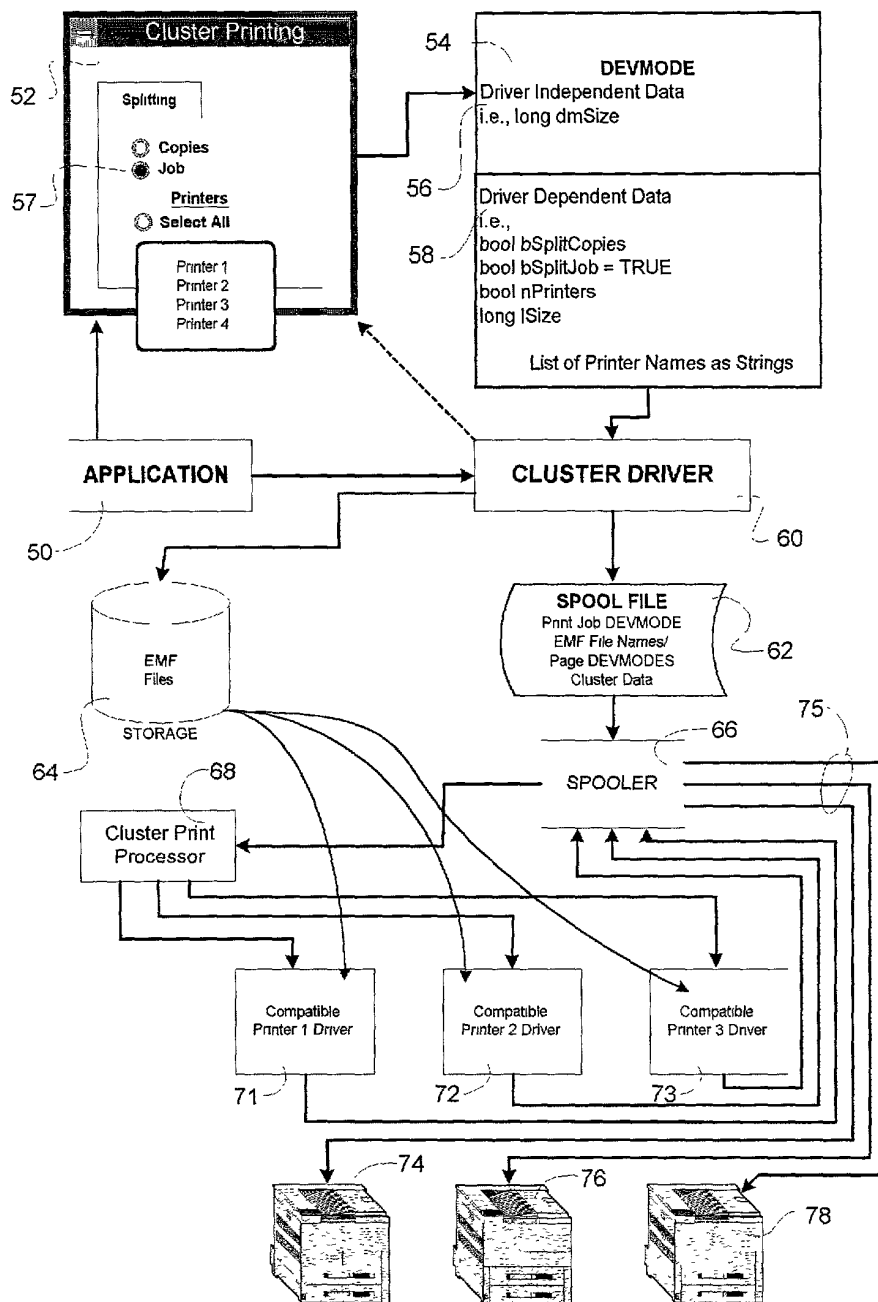 Cluster Printing
52
Splitting
Copies
Job
57
Printers
Select All
Printer 1
Printer 2
Printer 3
Printer 4
54
DEVMODE
Driver Independent Data
i.e., long dmSize
56
Driver Dependent Data
i.e.,
58
bool bSplitCopies
bool bSplitJob = TRUE
bool nPrinters
long lSize
List of Printer Names as Strings
APPLICATION
50
CLUSTER DRIVER
60
EMF
Files
64
STORAGE
SPOOL FILE
Print Job DEVMODE
EMF File Names/
Page DEVMODES
Cluster Data
62
66
75
SPOOLER
68
Cluster Print
Processor
Compatible
Printer 1 Driver
71
Compatible
Printer 2 Driver
72
Compatible
Printer 3 Driver
73
74
76
78